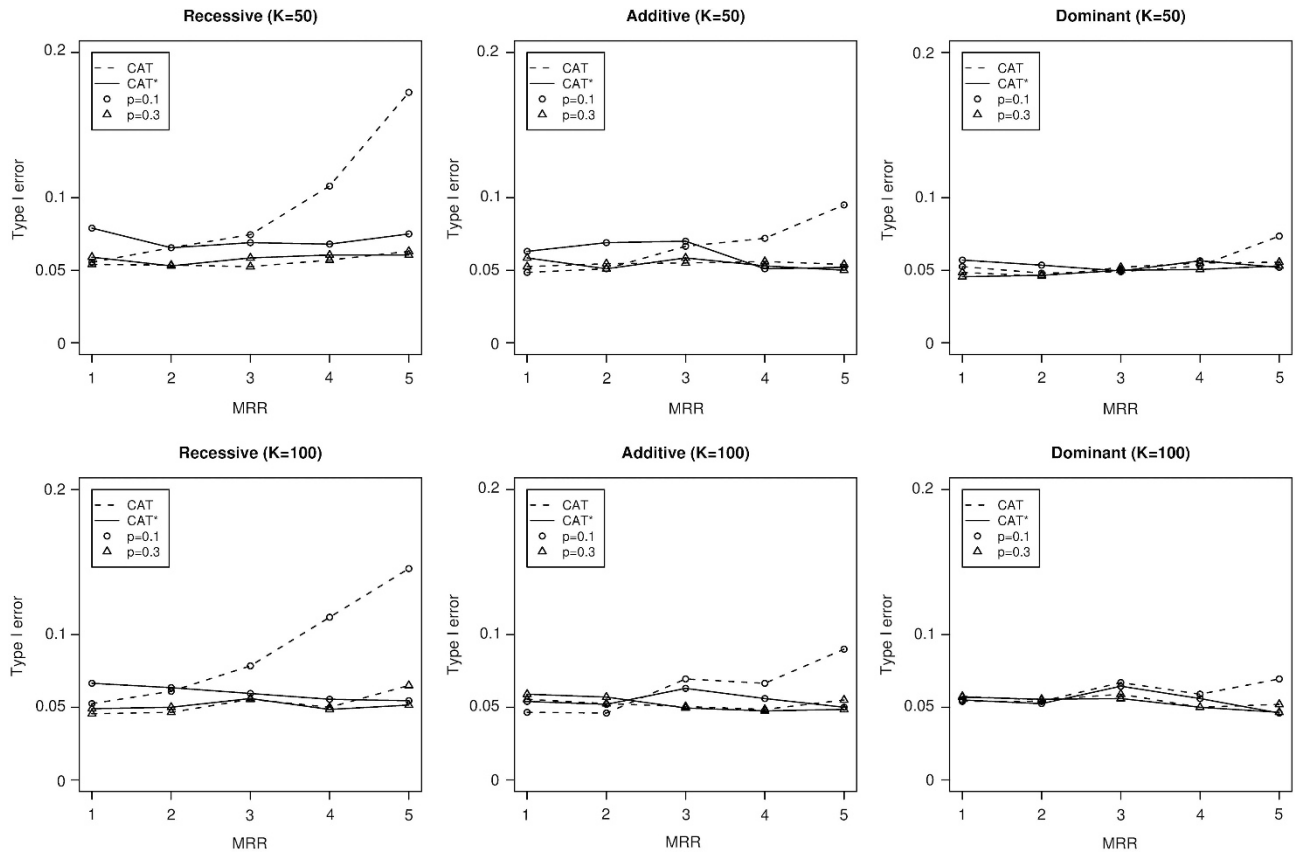 Recessive (K=50)
0.2
0.1
0.05
0
Type I error
CAT
CAT*
p=0.1
p=0.3
1 2 3 4 5
MRR
Additive (K=50)
0.2
0.1
0.05
0
Type I error
CAT
CAT*
p=0.1
p=0.3
1 2 3 4 5
MRR
Dominant (K=50)
0.2
0.1
0.05
0
Type I error
CAT
CAT*
p=0.1
p=0.3
1 2 3 4 5
MRR
Recessive (K=100)
0.2
0.1
0.05
0
Type I error
CAT
CAT*
p=0.1
p=0.3
1 2 3 4 5
MRR
Additive (K=100)
0.2
0.1
0.05
0
Type I error
CAT
CAT*
p=0.1
p=0.3
1 2 3 4 5
MRR
Dominant (K=100)
0.2
0.1
0.05
0
Type I error
CAT
CAT*
p=0.1
p=0.3
1 2 3 4 5
MRR